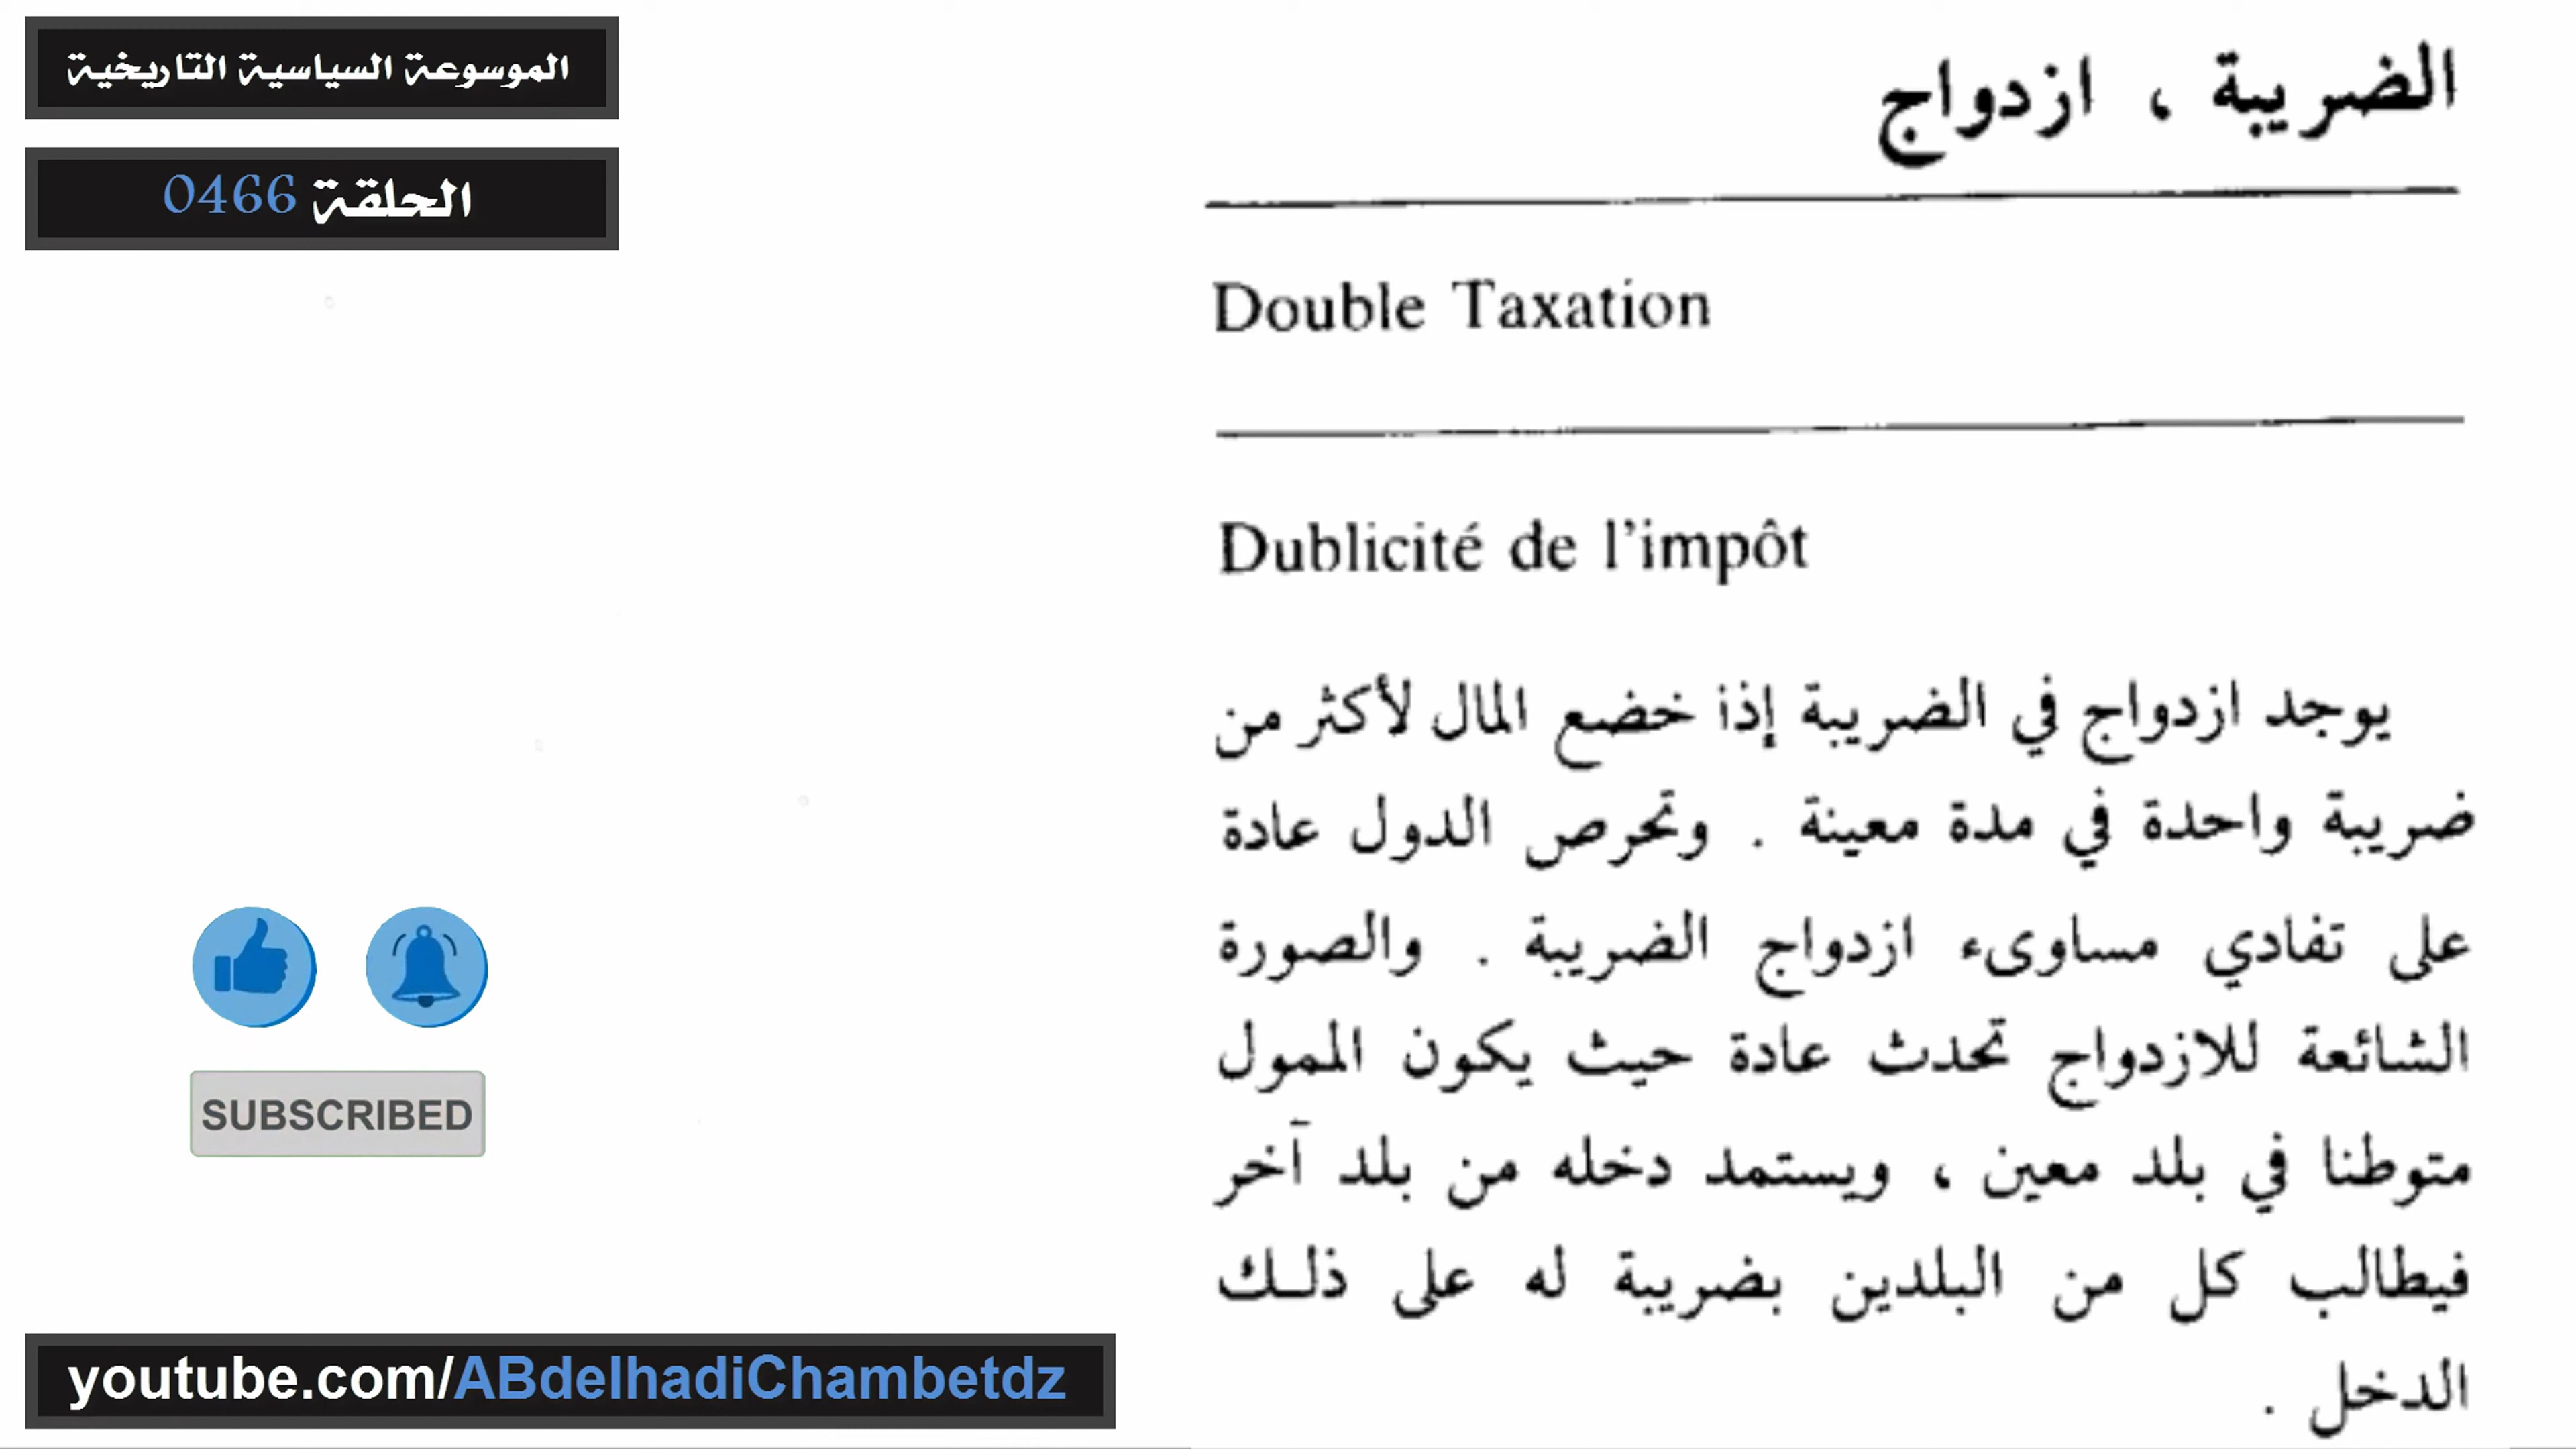 الموسوعة السياسية التاريخية
الحلقة 0466
الضريبة ، ازدواج
Double Taxation
Dublicité de l'impôt
يوجد ازدواج في الضريبة إذا خضع المال لأكثر من
ضريبة واحدة في مدة معينة . وتحرص الدول عادة
على تفادي مساوىء ازدواج الضريبة . والصورة
الشائعة للازدواج تحدث عادة حيث يكون الممول
متوطنا في بلد معين ، ويستمد دخله من بلد آخر
فيطالب كل من البلدين بضريبة له على ذلـك
الدخل .
SUBSCRIBED
youtube.com/ABdelhadiChambetdz